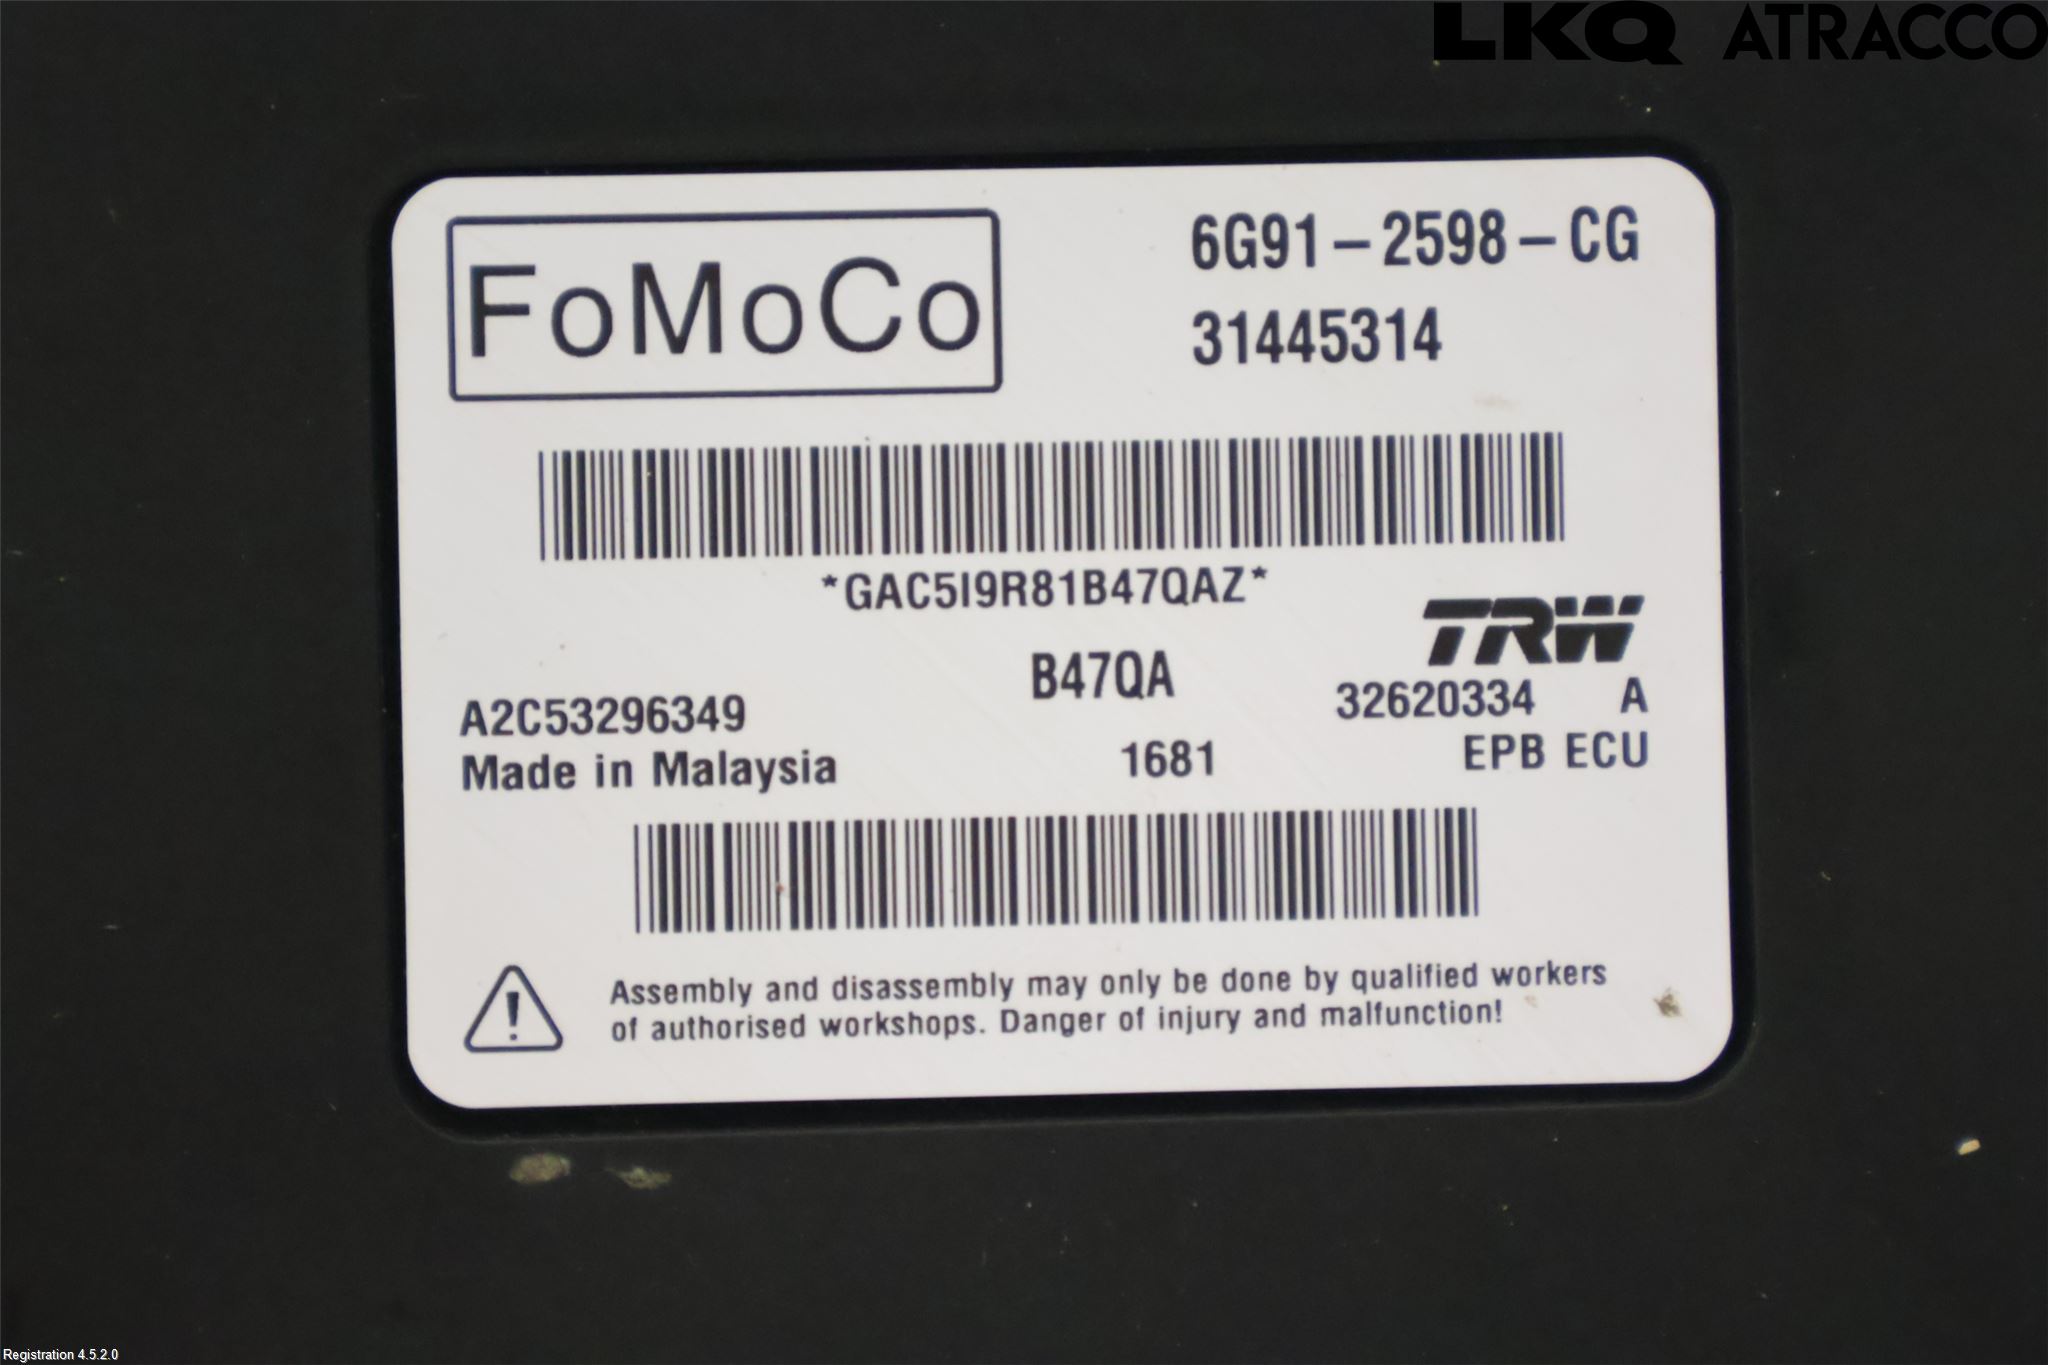 LKQ ATRACCO
FoMoCo
6G91-2598-CG
31445314
*GAC5I9R81B47QAZ*
TRW
B47QA
32620334 A
A2C53296349
Made in Malaysia
1681
EPB ECU
Assembly and disassembly may only be done by qualified workers
of authorised workshops. Danger of injury and malfunction!
Registration 4.5.2.0